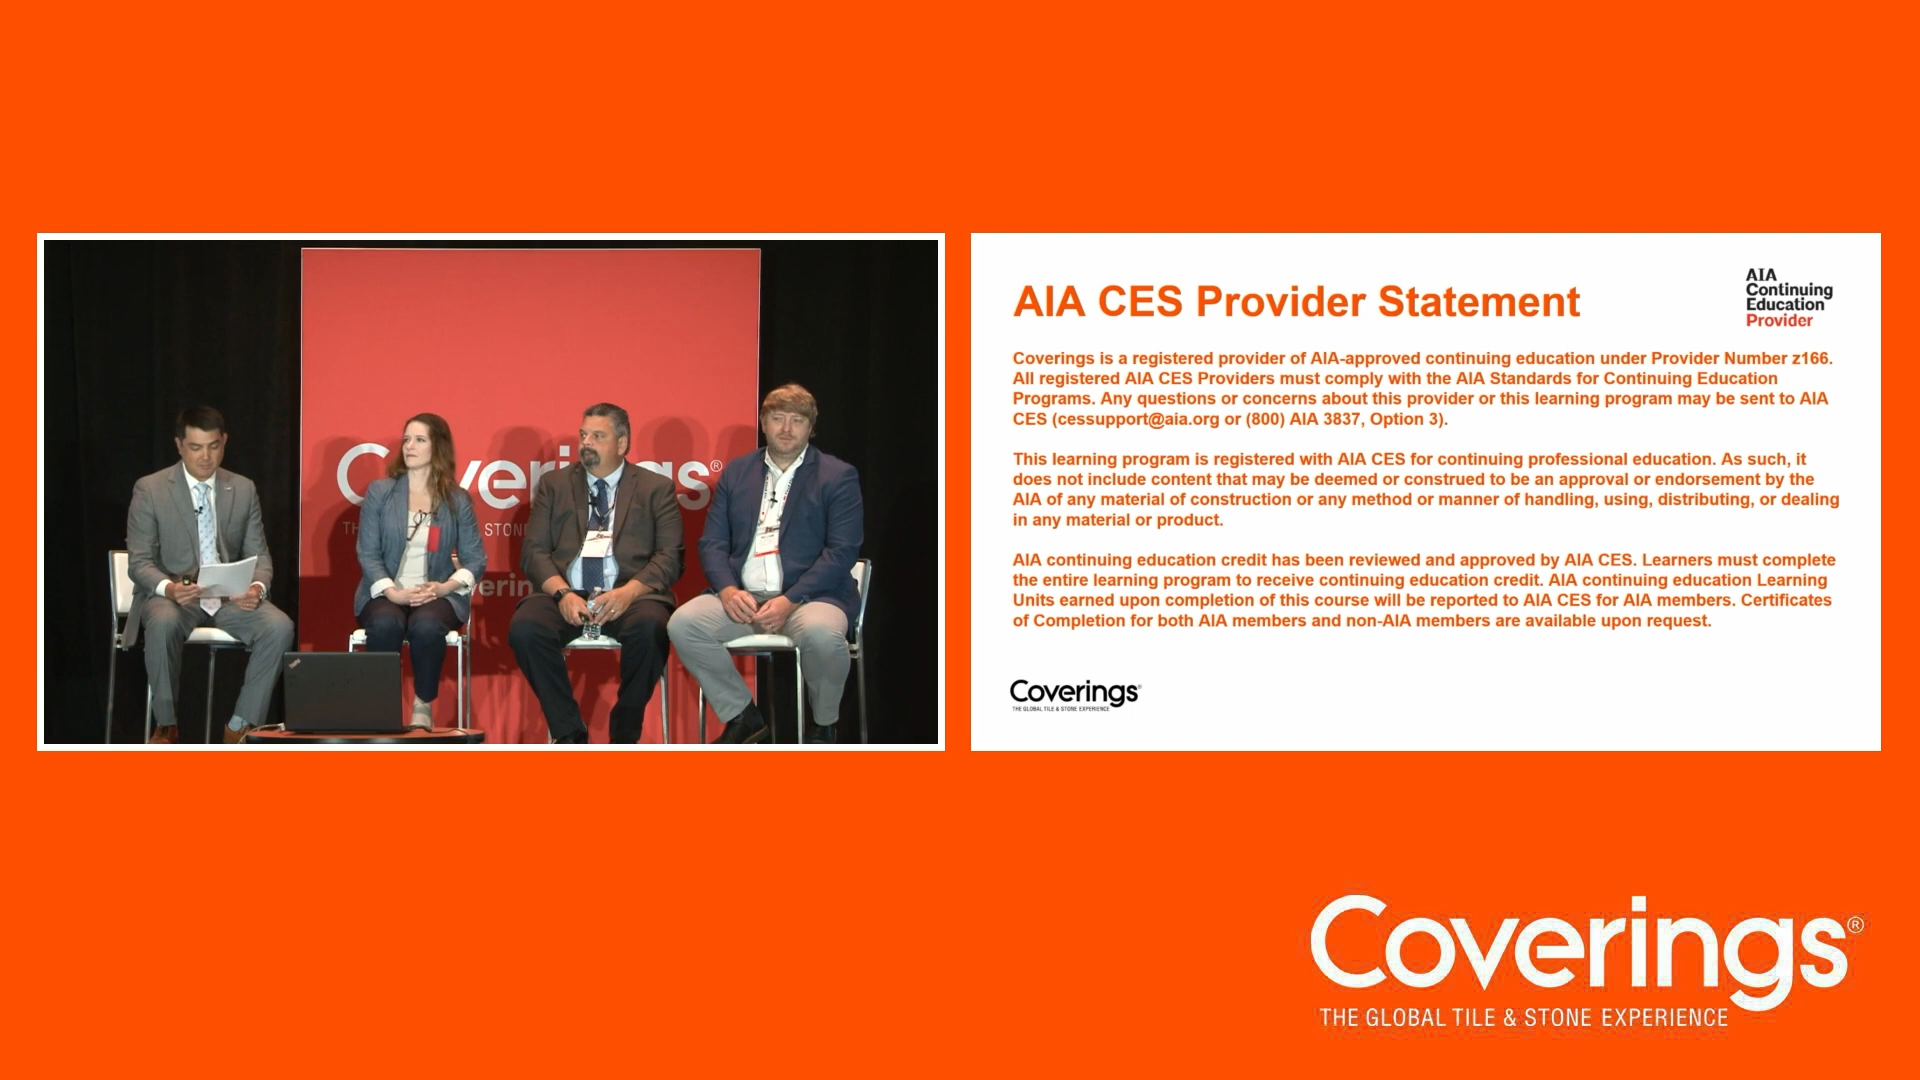 Coverings®
THE
STONE
AIA CES Provider Statement
AIA
Continuing
Education
Provider
Coverings is a registered provider of AIA-approved continuing education under Provider Number z166.
All registered AIA CES Providers must comply with the AIA Standards for Continuing Education
Programs. Any questions or concerns about this provider or this learning program may be sent to AIA
CES (cessupport@aia.org or (800) AIA 3837, Option 3).
This learning program is registered with AIA CES for continuing professional education. As such, it
does not include content that may be deemed or construed to be an approval or endorsement by the
AIA of any material of construction or any method or manner of handling, using, distributing, or dealing
in any material or product.
AIA continuing education credit has been reviewed and approved by AIA CES. Learners must complete
the entire learning program to receive continuing education credit. AIA continuing education Learning
Units earned upon completion of this course will be reported to AIA CES for AIA members. Certificates
of Completion for both AIA members and non-AIA members are available upon request.
Coverings®
THE GLOBAL TILE & STONE EXPERIENCE
Coverings®
THE GLOBAL TILE & STONE EXPERIENCE